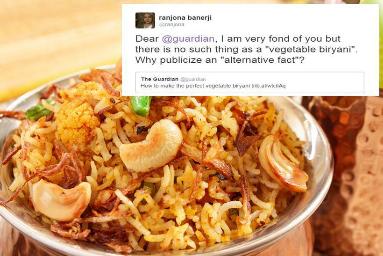 ranjona banerji
@ranjona
Dear @guardian, I am very fond of you but
there is no such thing as a "vegetable biryani".
Why publicize an "alternative fact"?
The Guardian @guardian
How to make the perfect vegetable biryani